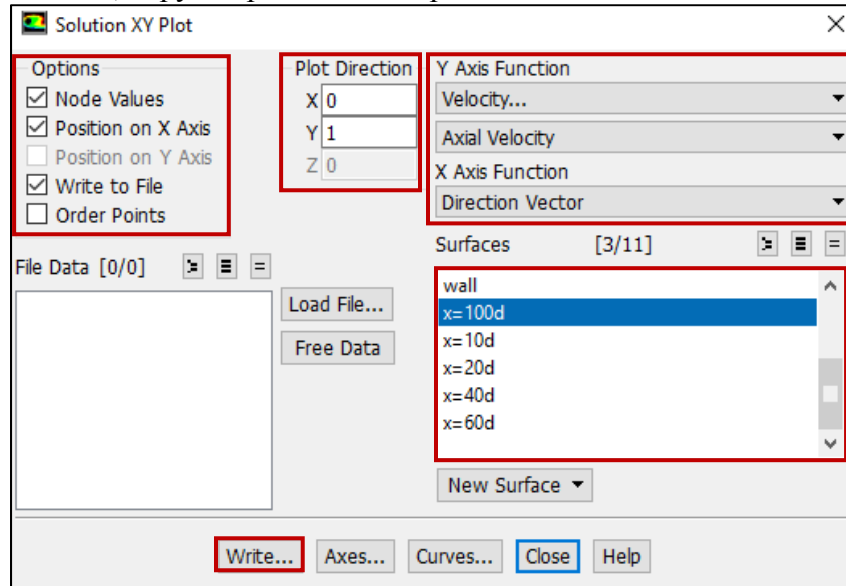 Solution XY Plot
Options
Node Values
Position on X Axis
Position on Y Axis
Write to File
Order Points
Plot Direction
X 0
Y 1
Z 0
Y Axis Function
Velocity...
Axial Velocity
X Axis Function
Direction Vector
File Data [0/0]
Load File...
Free Data
Surfaces [3/11]
wall
x=100d
x=10d
x=20d
x=40d
x=60d
New Surface
Write... Axes... Curves... Close Help